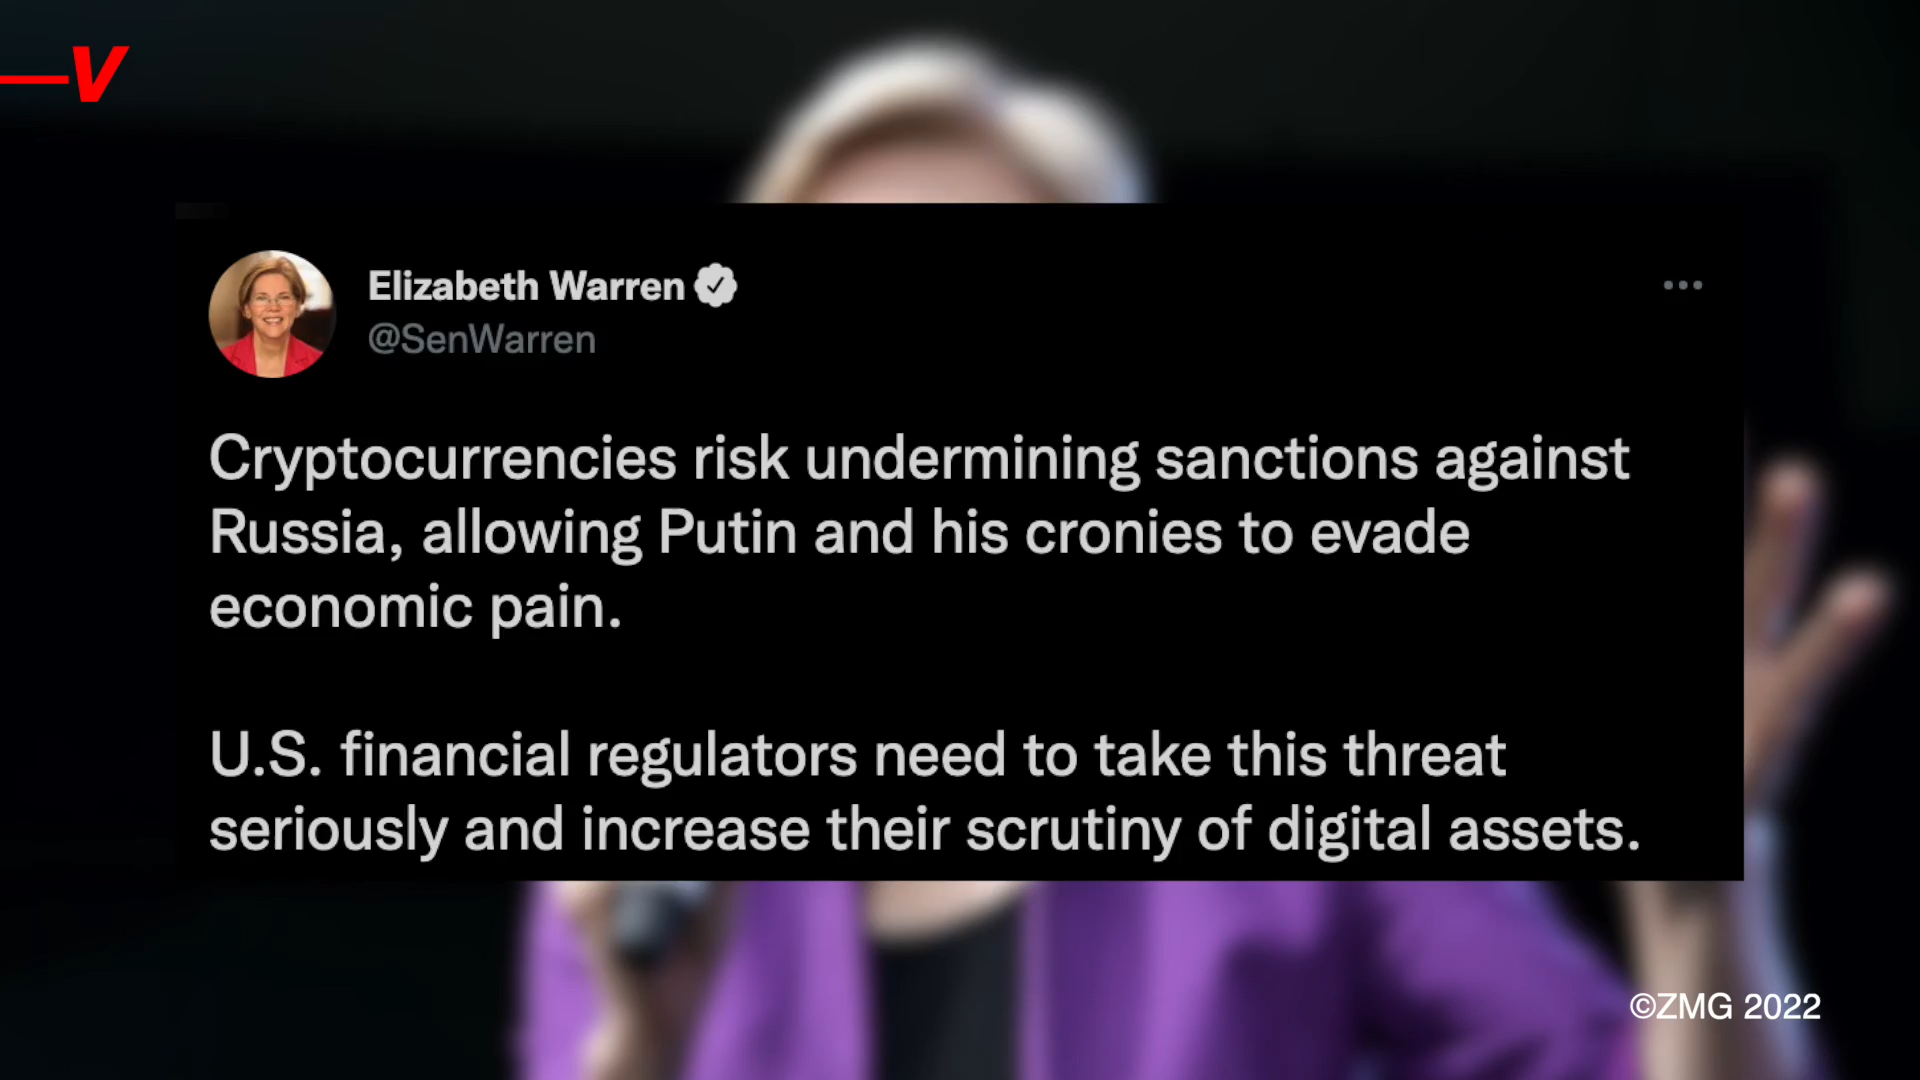 V
Elizabeth Warren
@SenWarren
Cryptocurrencies risk undermining sanctions against
Russia, allowing Putin and his cronies to evade
economic pain.
U.S. financial regulators need to take this threat
seriously and increase their scrutiny of digital assets.
©ZMG 2022